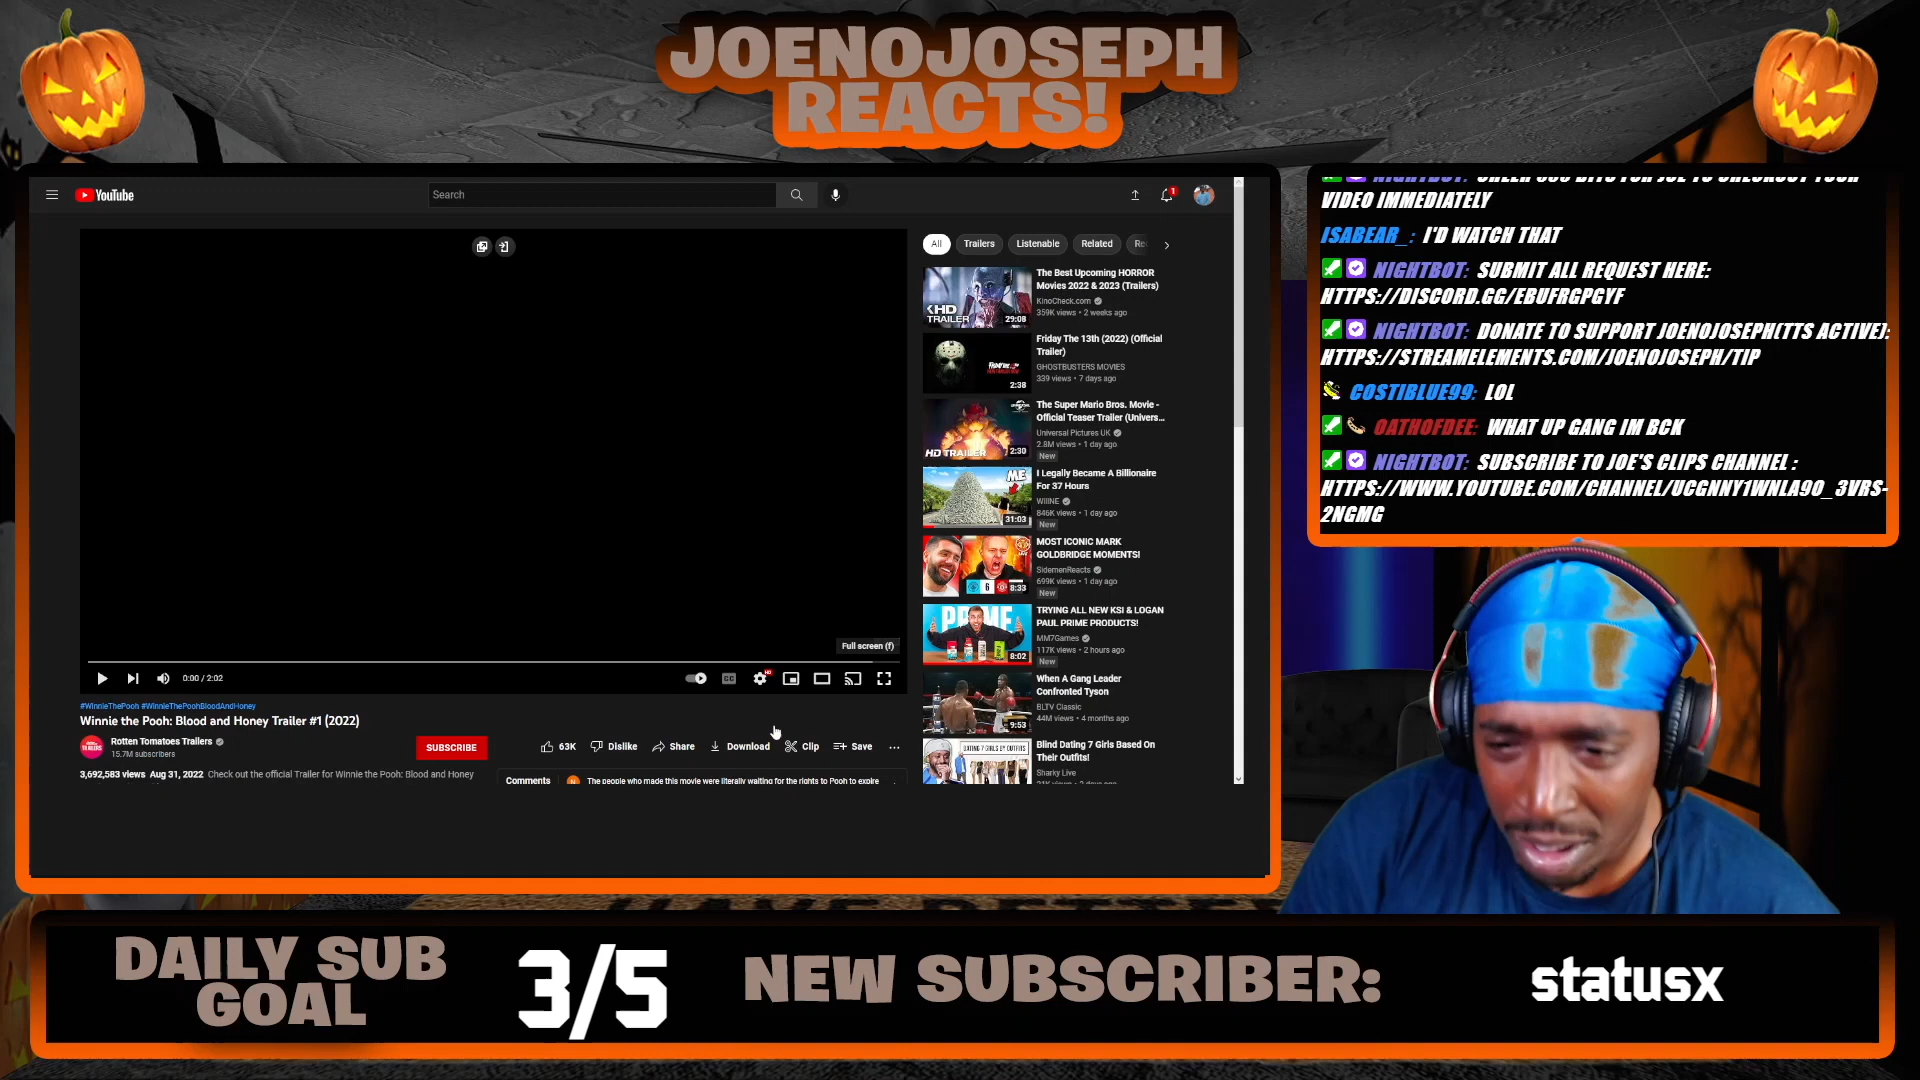 JOENOJOSEPH
REACTS!
YouTube
Search
1
Full screen (f)
0:00 / 2:02
#WinnieThePooh #WinnieThePoohBloodAndHoney
Winnie the Pooh: Blood and Honey Trailer #1 (2022)
Rotten Tomatoes Trailers
15.7M subscribers
SUBSCRIBE
63K
Dislike
Share
Download
Clip
Save
3,692,583 views Aug 31, 2022 Check out the official Trailer for Winnie the Pooh: Blood and Honey
Comments
The people who made this movie were literally waiting for the rights to Pooh to expire
All
Trailers
Listenable
Related
KHD
TRAILER
29:08
The Best Upcoming HORROR
Movies 2022 & 2023 (Trailers)
KinoCheck.com
359K views • 2 weeks ago
2:38
Friday The 13th (2022) (Official
Trailer)
GHOSTBUSTERS MOVIES
339 views • 7 days ago
HD TRAILER
2:30
The Super Mario Bros. Movie -
Official Teaser Trailer (Univers...
Universal Pictures UK
2.8M views • 1 day ago
New
ME
31:03
I Legally Became A Billionaire
For 37 Hours
WillNE
846K views • 1 day ago
New
6
8:33
MOST ICONIC MARK
GOLDBRIDGE MOMENTS!
SidemenReacts
699K views • 1 day ago
New
PRIME
8:02
TRYING ALL NEW KSI & LOGAN
PAUL PRIME PRODUCTS!
MM7Games
117K views • 2 hours ago
New
9:53
When A Gang Leader
Confronted Tyson
BLTV Classic
44M views • 4 months ago
DATING 7 GIRLS BY OUTFITS
Blind Dating 7 Girls Based On
Their Outfits!
Sharky Live
VIDEO IMMEDIATELY
ISABEAR_: I'D WATCH THAT
NIGHTBOT: SUBMIT ALL REQUEST HERE:
HTTPS://DISCORD.GG/EBUFRGPGYF
NIGHTBOT: DONATE TO SUPPORT JOENOJOSEPH(TTS ACTIVE):
HTTPS://STREAMELEMENTS.COM/JOENOJOSEPH/TIP
COSTIBLUE99: LOL
OATHOFDEE: WHAT UP GANG IM BCK
NIGHTBOT: SUBSCRIBE TO JOE'S CLIPS CHANNEL :
HTTPS://WWW.YOUTUBE.COM/CHANNEL/UCGNNY1WNLA9O_3VRS-
2NGMG
DAILY SUB
GOAL
3/5
NEW SUBSCRIBER:
statusx